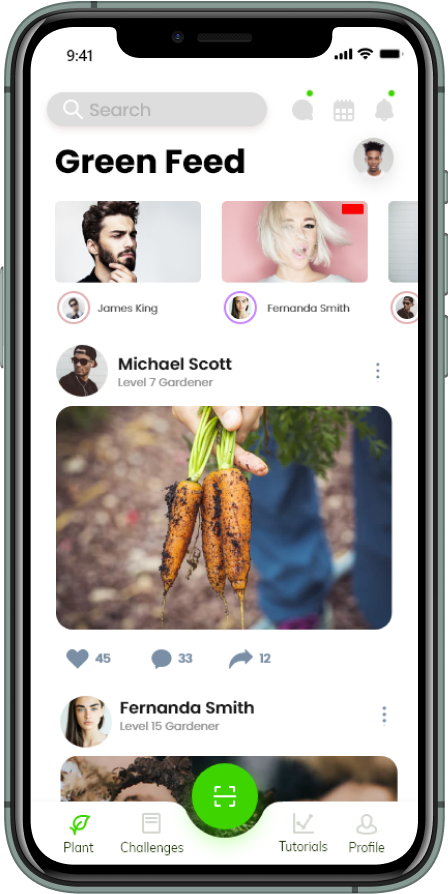 9:41
Search
Green Feed
James King
Fernanda Smith
Michael Scott
Level 7 Gardener
45
33
12
Fernanda Smith
Level 15 Gardener
Plant
Challenges
Tutorials
Profile